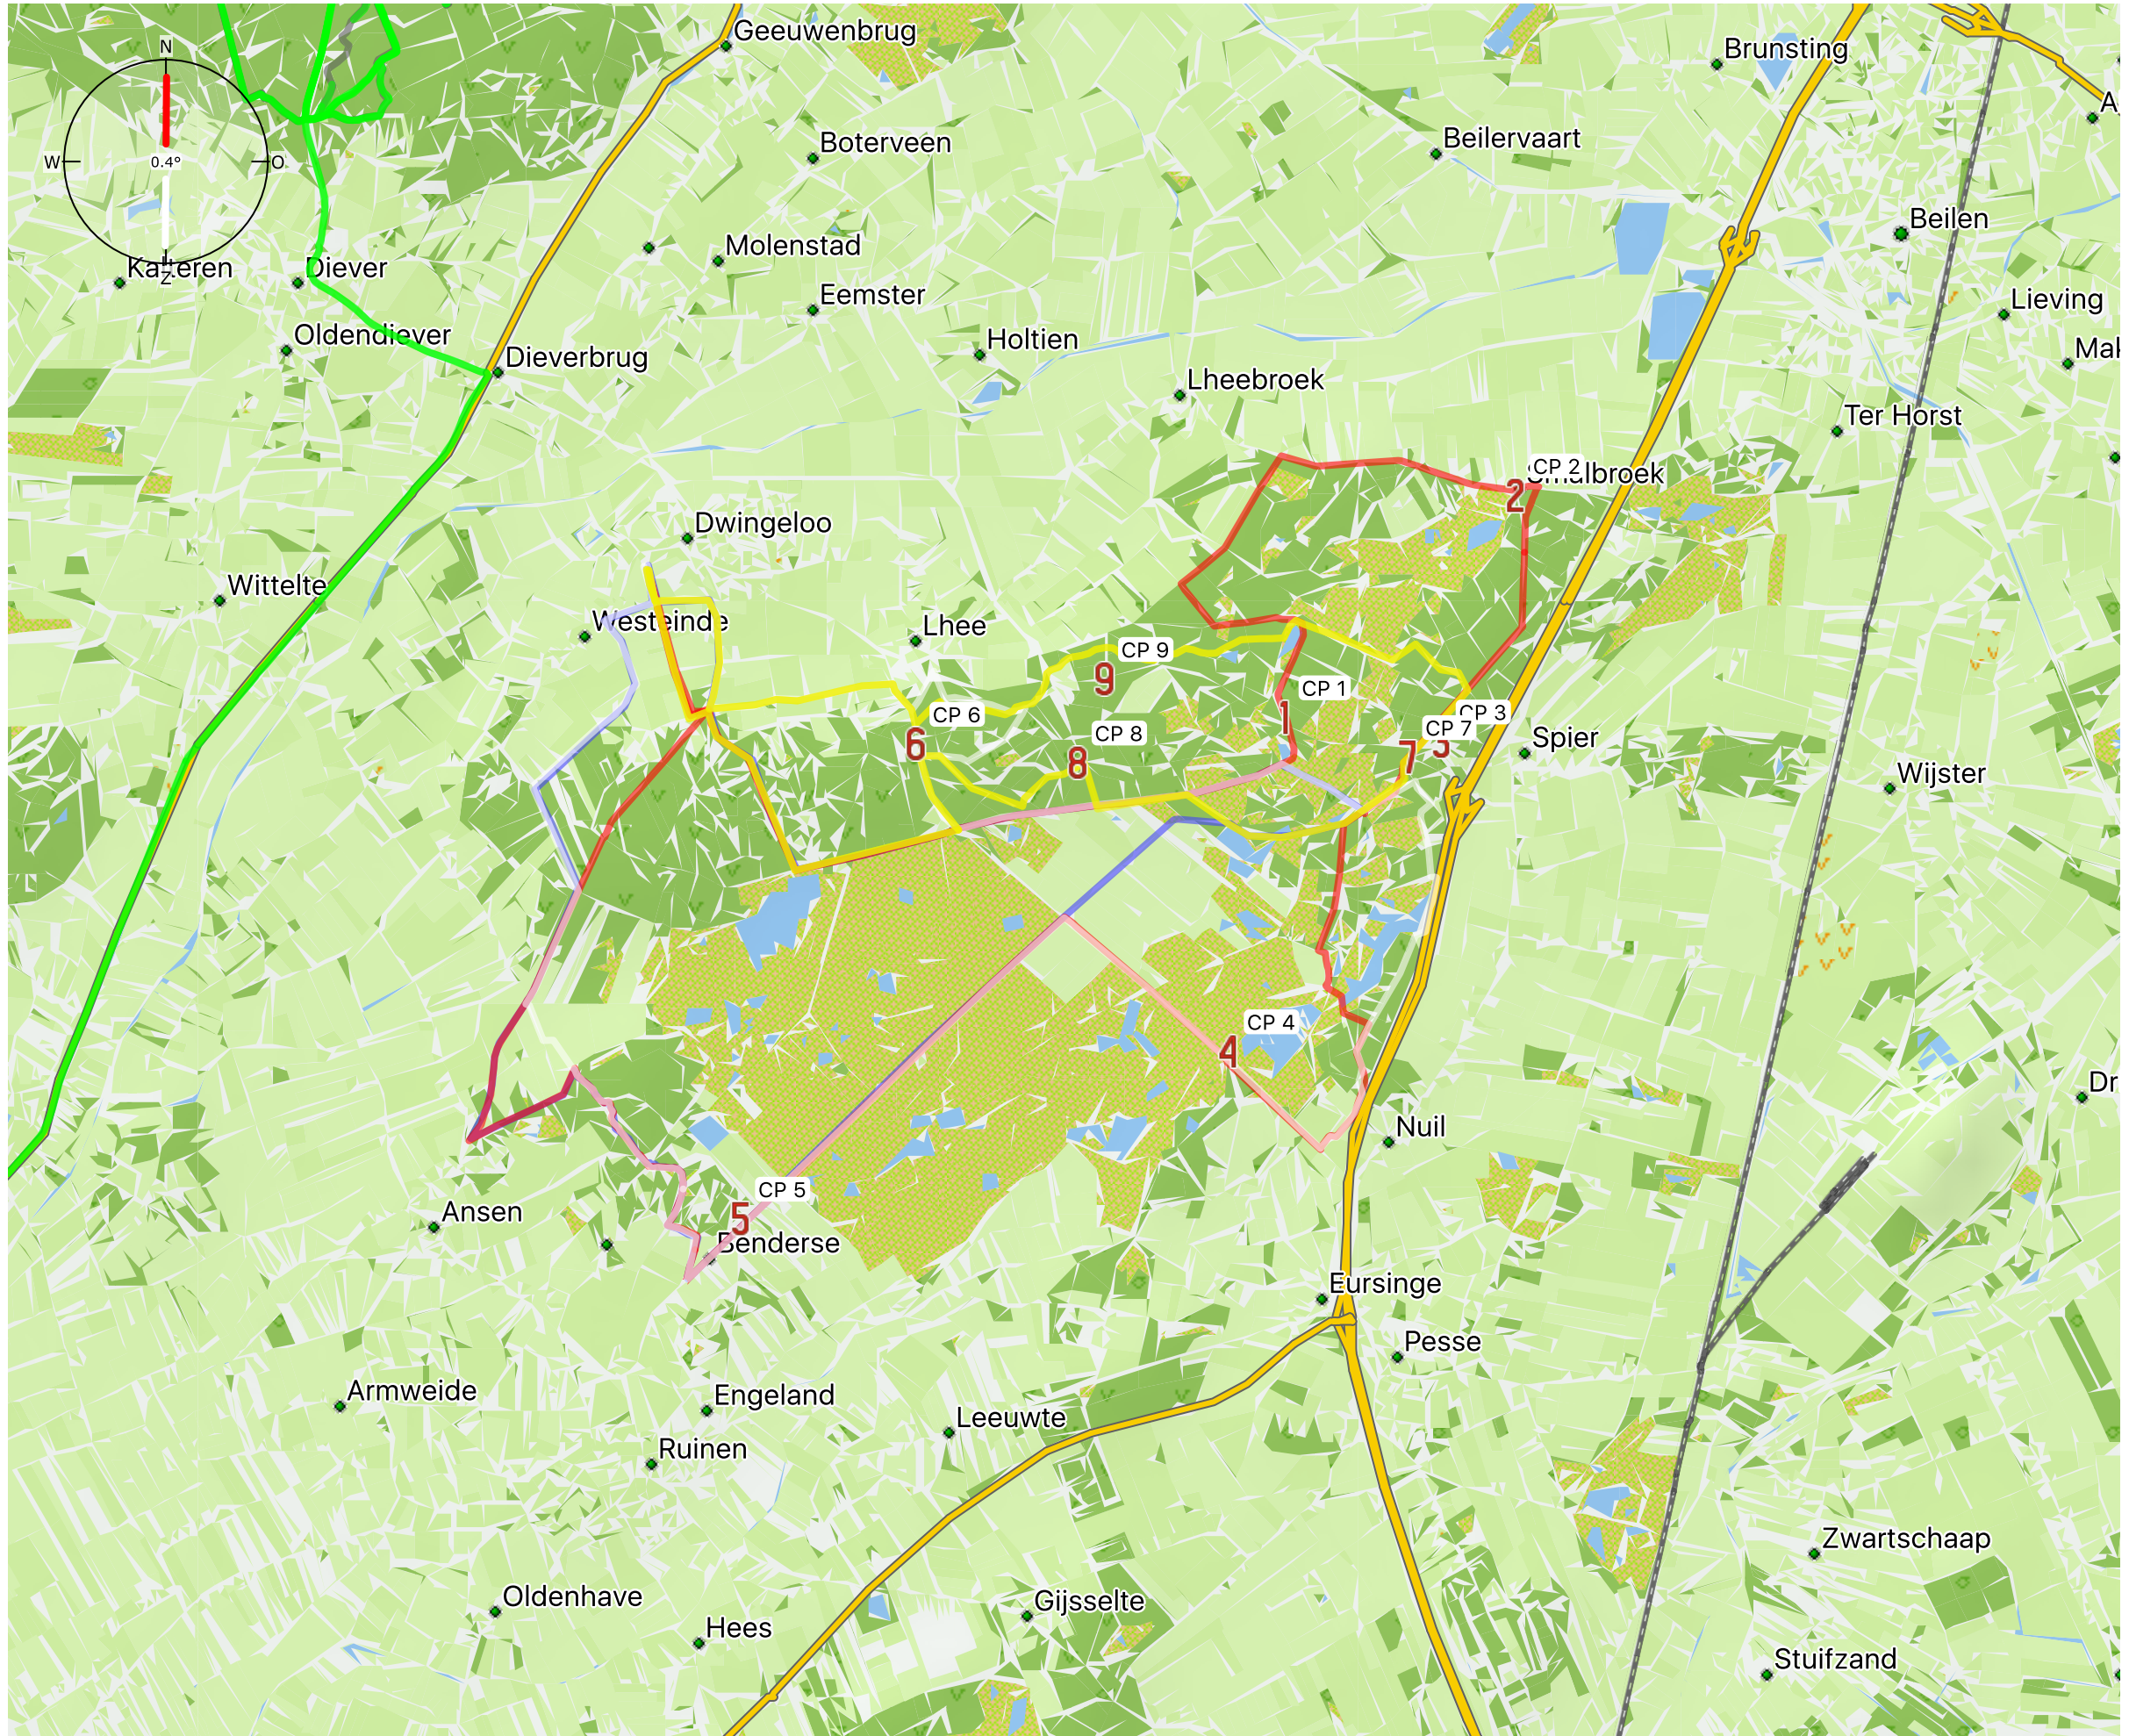 Geeuwenbrug
Brunsting
N
Boterveen
Beilervaart
W
0.4°
O
Z
Beilen
Molenstad
Kalteren
Diever
Eemster
Lieving
Oldendiever
Holtien
Dieverbrug
Lheebroek
Ter Horst
CP 2
2
Dwingeloo
Wittelte
Westeinde
Lhee
CP 9
9
CP 1
1
CP 6
6
CP 3
CP 7
7
CP 8
8
Spier
Wijster
CP 4
4
Nuil
CP 5
5
Ansen
Benderse
Eursinge
Pesse
Armweide
Engeland
Leeuwte
Ruinen
Zwartschaap
Oldenhave
Gijsselte
Hees
Stuifzand